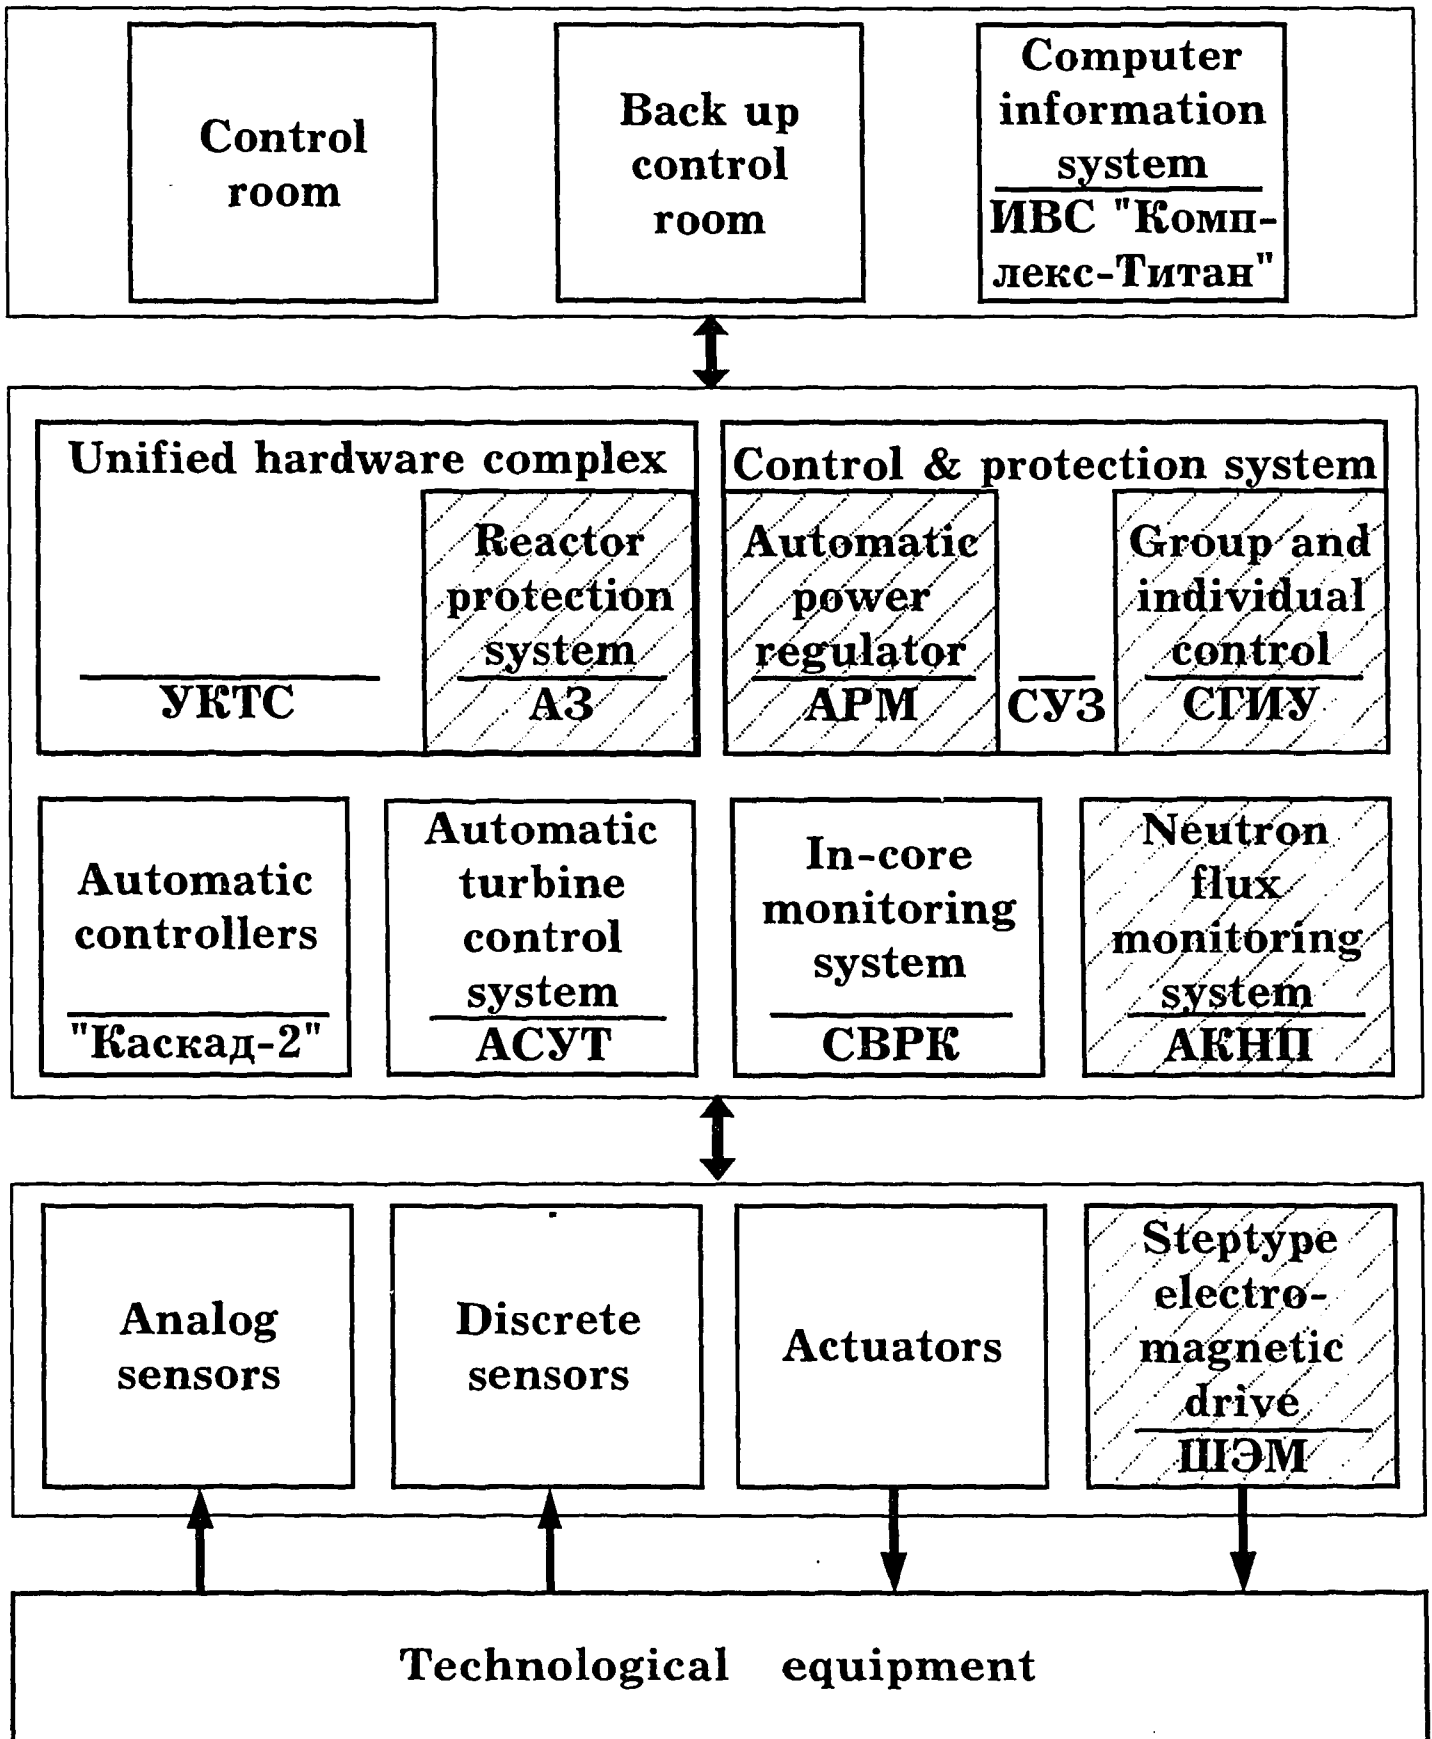 Control
room
Back up
control
room
Computer
information
system
ИВС "Комп-
лекс-Титан"
Unified hardware complex
УКТС
Reactor
protection
system
АЗ
Control & protection system
Automatic
power
regulator
АРМ
СУЗ
Group and
individual
control
СГИУ
Automatic
controllers
"Каскад-2"
Automatic
turbine
control
system
АСУТ
In-core
monitoring
system
СВРК
Neutron
flux
monitoring
system
АКНП
Analog
sensors
Discrete
sensors
Actuators
Steptype
electro-
magnetic
drive
ШЭМ
Technological equipment